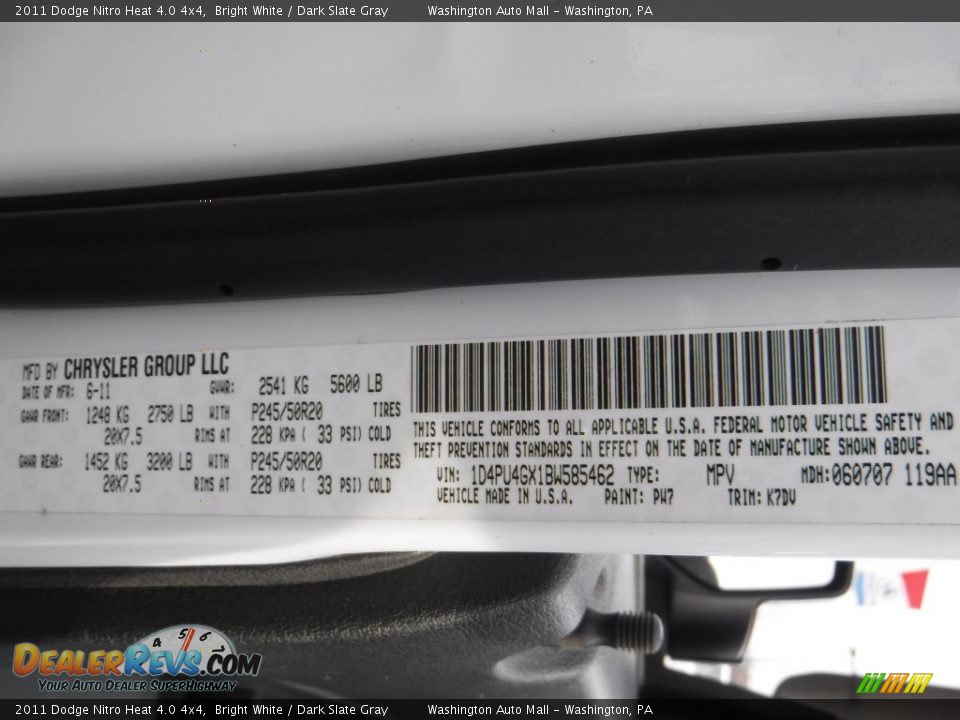 2011 Dodge Nitro Heat 4.0 4x4, Bright White / Dark Slate Gray Washington Auto Mall - Washington, PA
MFD BY CHRYSLER GROUP LLC
DATE OF MFR: 6-11 GVWR: 2541 KG 5600 LB
GAWR FRONT: 1248 KG 2750 LB WITH P245/50R20 TIRES
20X7.5 RIMS AT 228 KPA ( 33 PSI) COLD
GAWR REAR: 1452 KG 3200 LB WITH P245/50R20 TIRES
20X7.5 RIMS AT 228 KPA ( 33 PSI) COLD
THIS VEHICLE CONFORMS TO ALL APPLICABLE U.S.A. FEDERAL MOTOR VEHICLE SAFETY AND
THEFT PREVENTION STANDARDS IN EFFECT ON THE DATE OF MANUFACTURE SHOWN ABOVE.
VIN: 1D4PU4GX1BW585462 TYPE: MPV MDH:060707 119AA
VEHICLE MADE IN U.S.A. PAINT: PW7 TRIM: K7DV
4 5 6
DealerRevs.com
Your Auto Dealer SuperHighway
2011 Dodge Nitro Heat 4.0 4x4, Bright White / Dark Slate Gray Washington Auto Mall - Washington, PA